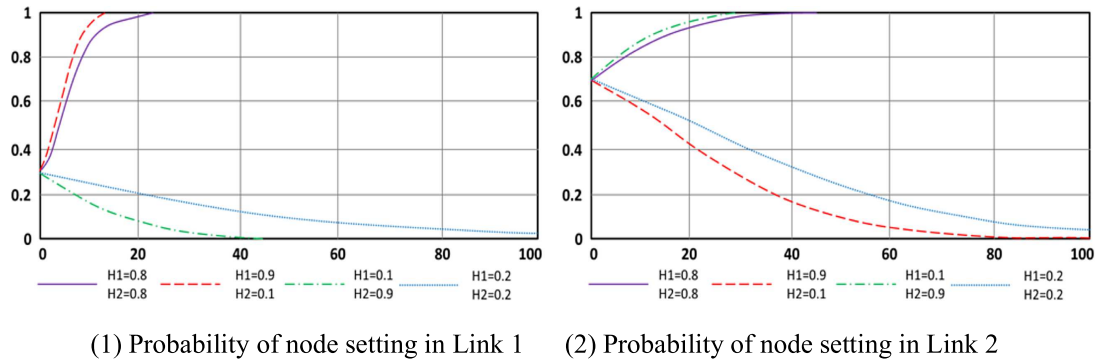 1
0.8
0.6
0.4
0.2
0
0 20 40 60 80 100
H1=0.8 H1=0.9 H1=0.1 H1=0.2
H2=0.8 H2=0.1 H2=0.9 H2=0.2
(1) Probability of node setting in Link 1
1
0.8
0.6
0.4
0.2
0
0 20 40 60 80 100
H1=0.8 H1=0.9 H1=0.1 H1=0.2
H2=0.8 H2=0.1 H2=0.9 H2=0.2
(2) Probability of node setting in Link 2